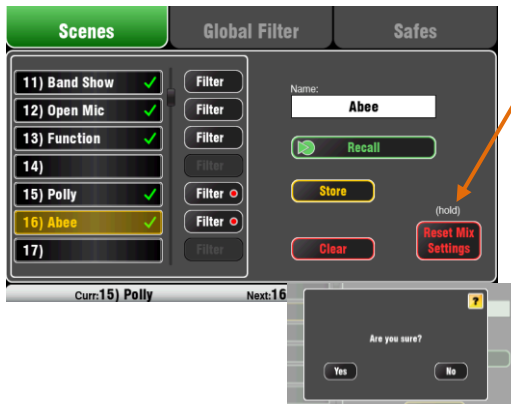 Scenes Global Filter Safes
11) Band Show Filter
12) Open Mic Filter
13) Function Filter
14) Filter
15) Polly Filter
16) Abee Filter
17) Filter
Name:
Abee
Recall
Store
Clear
(hold)
Reset Mix
Settings
Curr:15) Polly Next:16
?
Are you sure?
Yes No